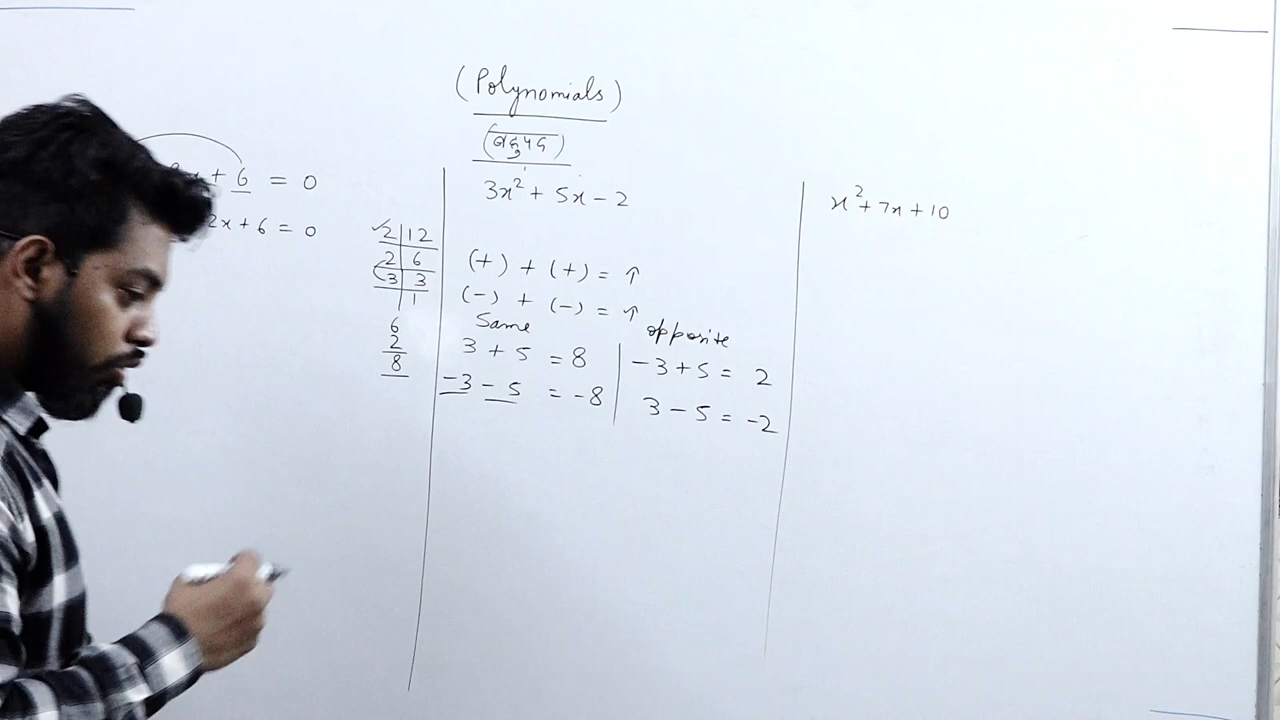 (Polynomials)
(बहुपद)
+ 6 = 0
2x + 6 = 0
2 | 12
2 | 6
3 | 3
| 1
6
2
8
3x² + 5x − 2
(+) + (+) = ↑
(−) + (−) = ↑
Same
3 + 5 = 8
−3 − 5 = −8
opposite
−3 + 5 = 2
3 − 5 = −2
x² + 7x + 10